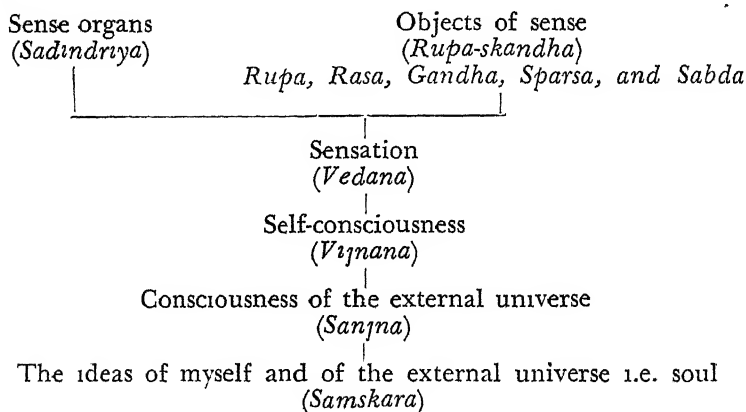 Sense organs
(Sadindriya)
Objects of sense
(Rupa-skandha)
Rupa, Rasa, Gandha, Sparsa, and Sabda
Sensation
(Vedana)
Self-consciousness
(Vijnana)
Consciousness of the external universe
(Sanjna)
The ideas of myself and of the external universe i.e. soul
(Samskara)